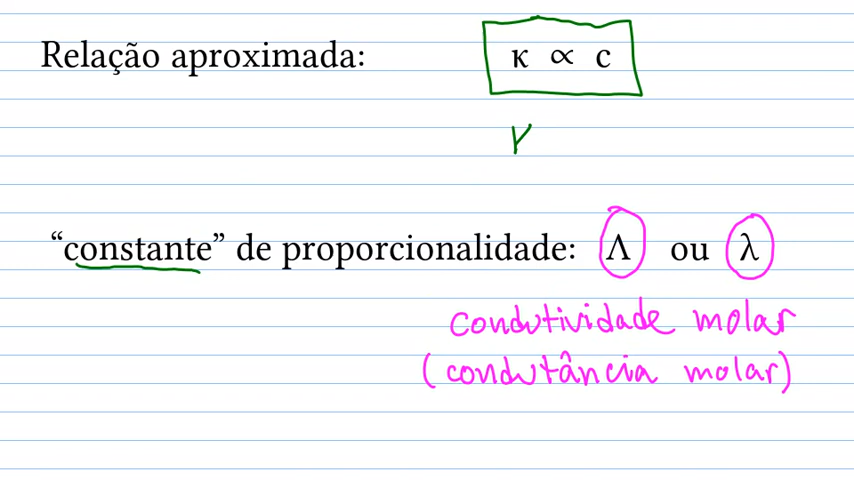 Relação aproximada: κ ∝ c
“constante” de proporcionalidade: Λ ou λ
condutividade molar
(condutância molar)